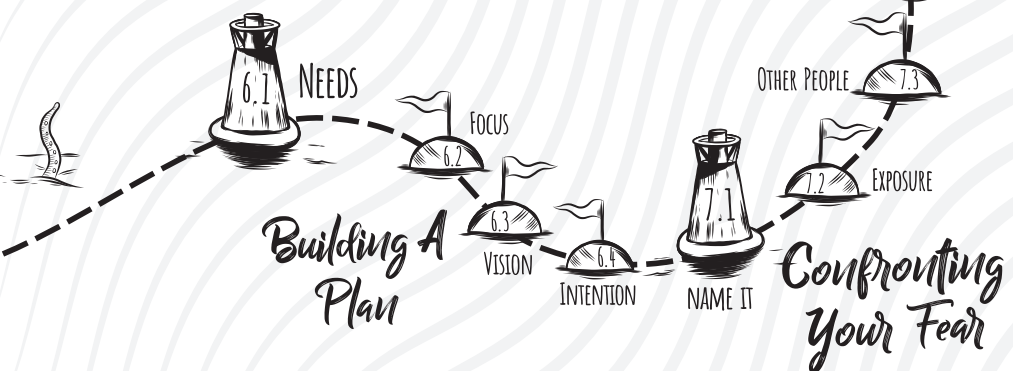 6.1
NEEDS
6.2
FOCUS
6.3
VISION
6.4
INTENTION
Building A
Plan
7.1
NAME IT
7.2
EXPOSURE
7.3
OTHER PEOPLE
Confronting
Your Fear